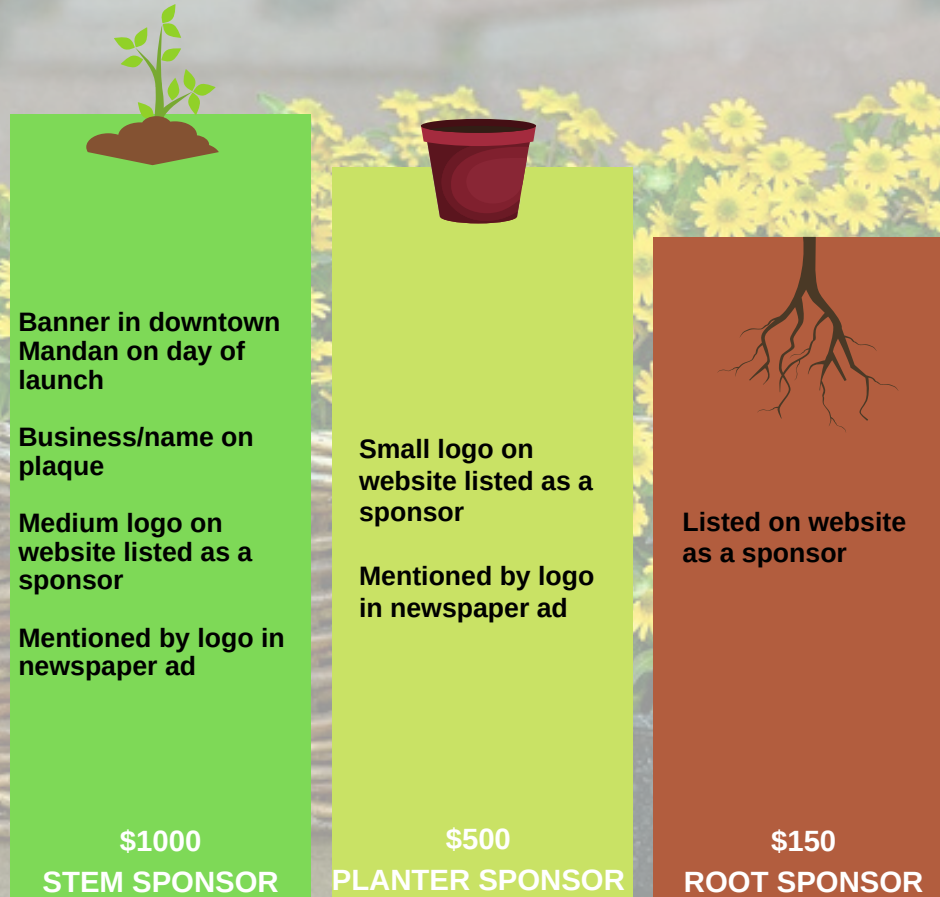 Banner in downtown
Mandan on day of
launch
Business/name on
plaque
Medium logo on
website listed as a
sponsor
Mentioned by logo in
newspaper ad
$1000
STEM SPONSOR
Small logo on
website listed as a
sponsor
Mentioned by logo
in newspaper ad
$500
PLANTER SPONSOR
Listed on website
as a sponsor
$150
ROOT SPONSOR